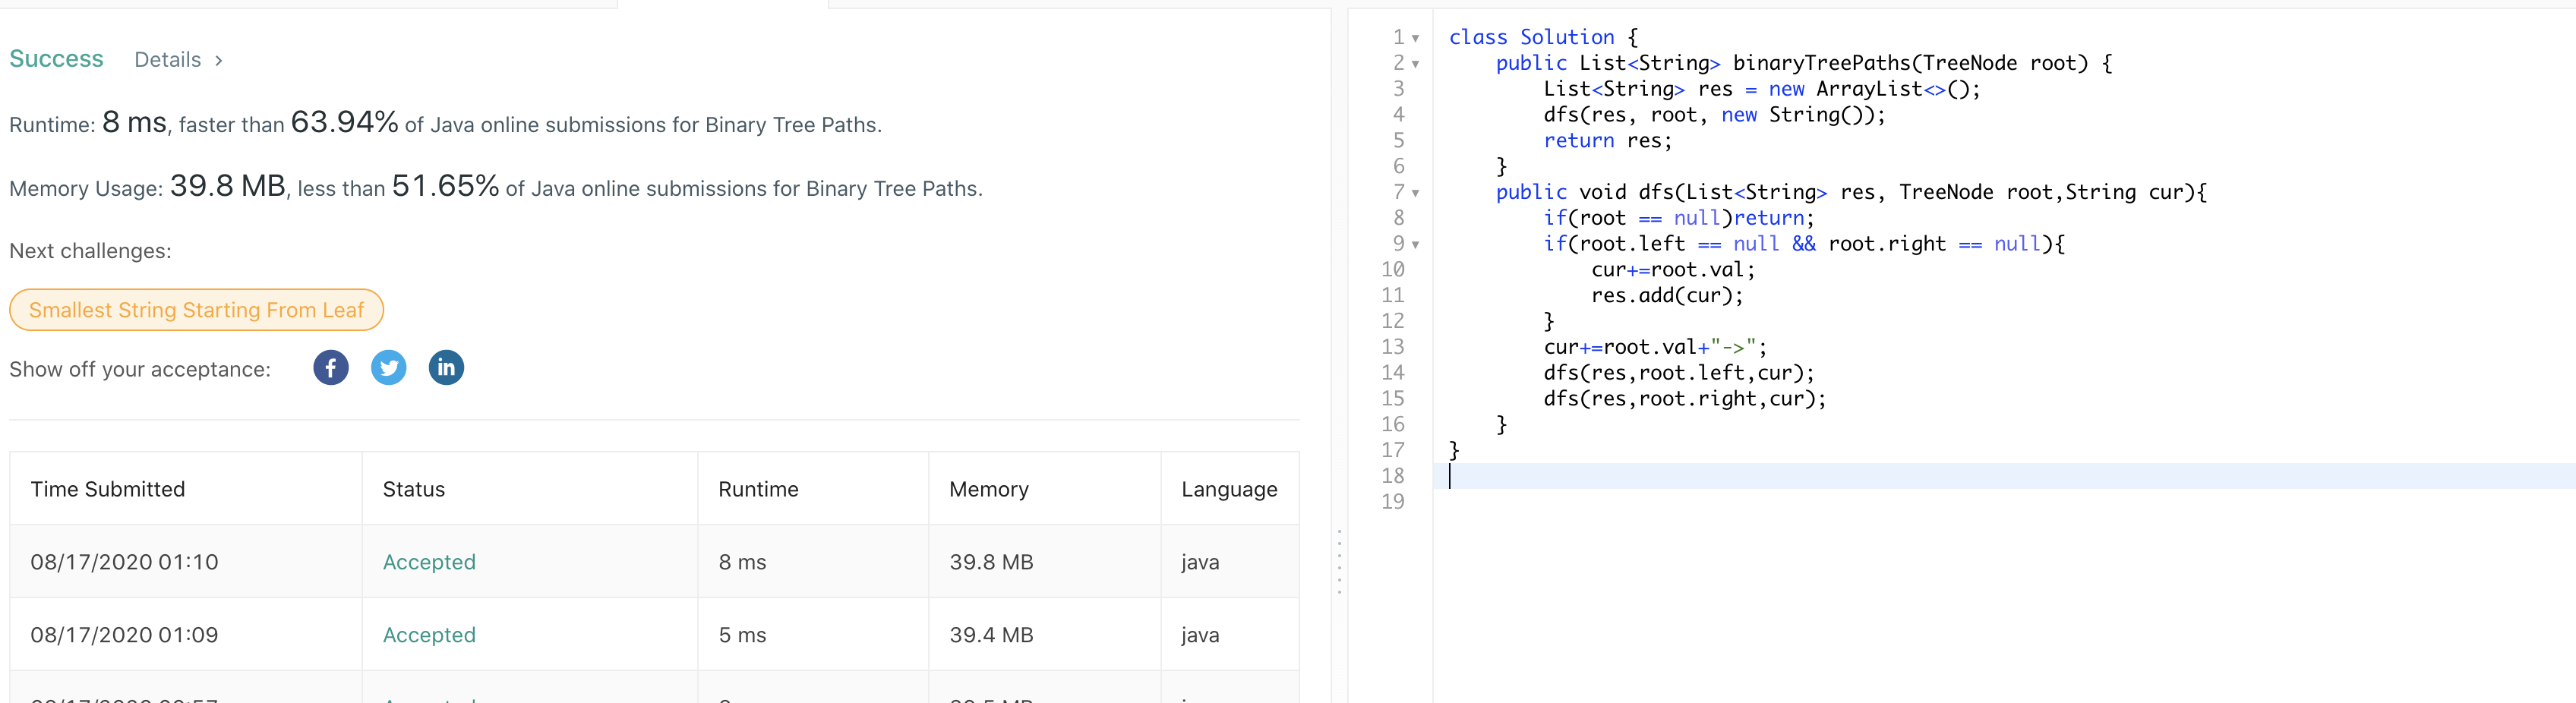 Success Details >
Runtime: 8 ms, faster than 63.94% of Java online submissions for Binary Tree Paths.
Memory Usage: 39.8 MB, less than 51.65% of Java online submissions for Binary Tree Paths.
Next challenges:
Smallest String Starting From Leaf
Show off your acceptance:
Time Submitted Status Runtime Memory Language
08/17/2020 01:10 Accepted 8 ms 39.8 MB java
08/17/2020 01:09 Accepted 5 ms 39.4 MB java
1 class Solution {
2     public List<String> binaryTreePaths(TreeNode root) {
3         List<String> res = new ArrayList<>();
4         dfs(res, root, new String());
5         return res;
6     }
7     public void dfs(List<String> res, TreeNode root,String cur){
8         if(root == null)return;
9         if(root.left == null && root.right == null){
10             cur+=root.val;
11             res.add(cur);
12         }
13         cur+=root.val+"->";
14         dfs(res,root.left,cur);
15         dfs(res,root.right,cur);
16     }
17 }
18
19